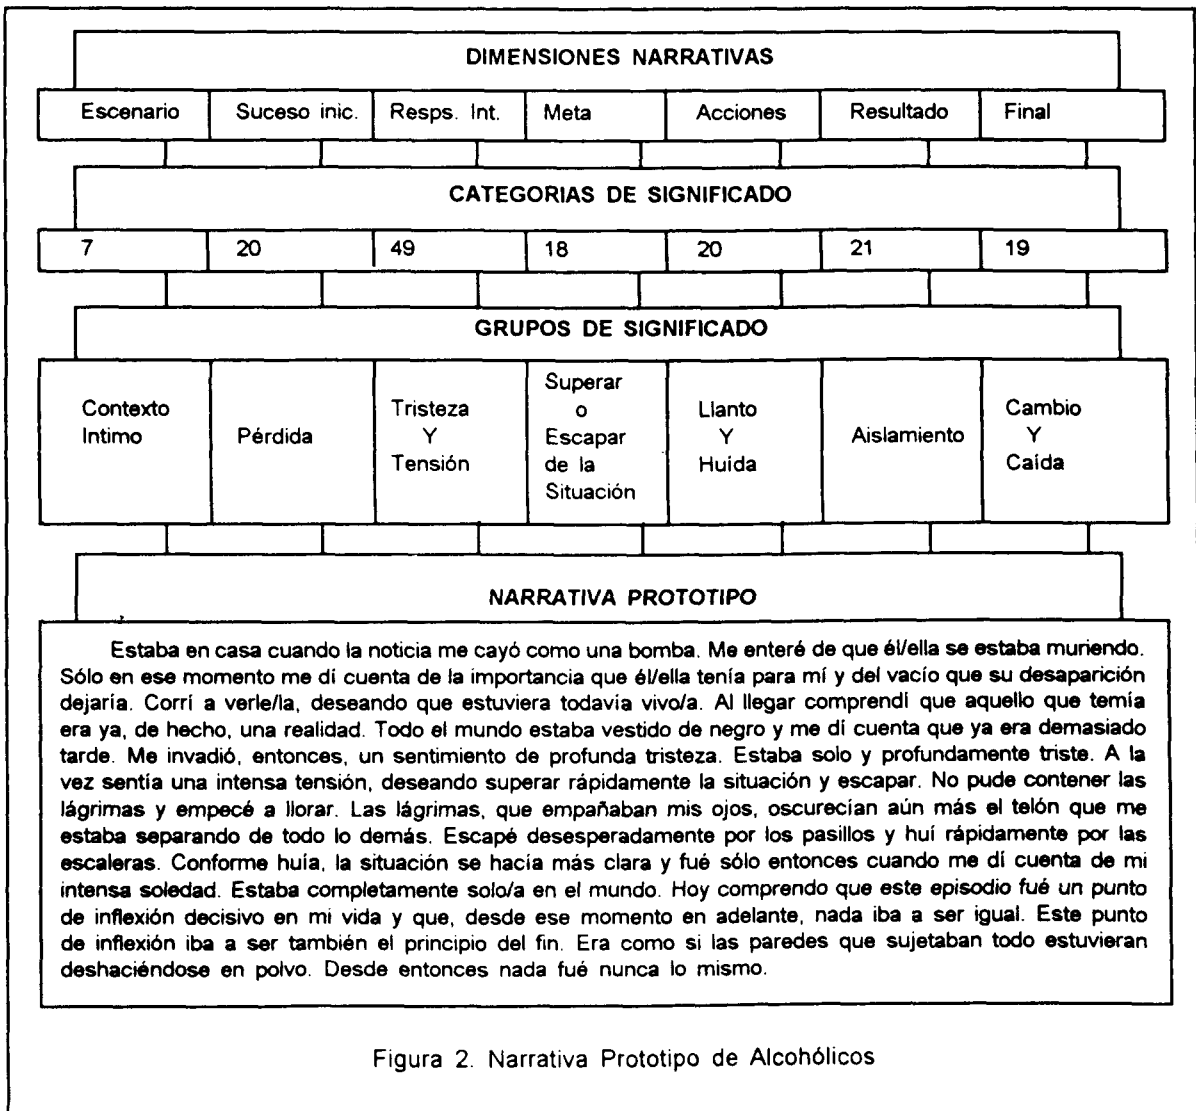 DIMENSIONES NARRATIVAS
Escenario Suceso inic. Resps. Int. Meta Acciones Resultado Final
CATEGORIAS DE SIGNIFICADO
7 20 49 18 20 21 19
GRUPOS DE SIGNIFICADO
Contexto
Intimo
Pérdida
Tristeza
Y
Tensión
Superar
o
Escapar
de la
Situación
Llanto
Y
Huída
Aislamiento
Cambio
Y
Caída
NARRATIVA PROTOTIPO
Estaba en casa cuando la noticia me cayó como una bomba. Me enteré de que él/ella se estaba muriendo.
Sólo en ese momento me dí cuenta de la importancia que él/ella tenía para mí y del vacío que su desaparición
dejaría. Corrí a verle/la, deseando que estuviera todavía vivo/a. Al llegar comprendí que aquello que temía
era ya, de hecho, una realidad. Todo el mundo estaba vestido de negro y me dí cuenta que ya era demasiado
tarde. Me invadió, entonces, un sentimiento de profunda tristeza. Estaba solo y profundamente triste. A la
vez sentía una intensa tensión, deseando superar rápidamente la situación y escapar. No pude contener las
lágrimas y empecé a llorar. Las lágrimas, que empañaban mis ojos, oscurecían aún más el telón que me
estaba separando de todo lo demás. Escapé desesperadamente por los pasillos y huí rápidamente por las
escaleras. Conforme huía, la situación se hacía más clara y fué sólo entonces cuando me dí cuenta de mi
intensa soledad. Estaba completamente solo/a en el mundo. Hoy comprendo que este episodio fué un punto
de inflexión decisivo en mi vida y que, desde ese momento en adelante, nada iba a ser igual. Este punto
de inflexión iba a ser también el principio del fin. Era como si las paredes que sujetaban todo estuvieran
deshaciéndose en polvo. Desde entonces nada fué nunca lo mismo.
Figura 2. Narrativa Prototipo de Alcohólicos